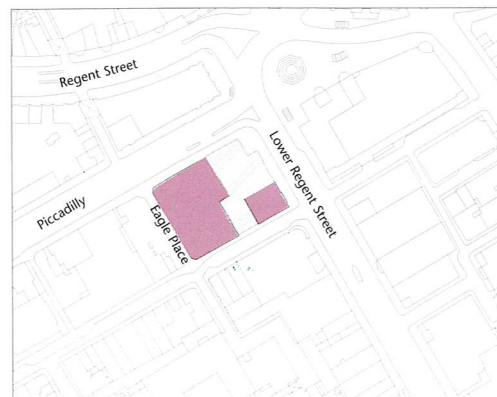 Regent Street
Lower Regent Street
Piccadilly
Eagle Place